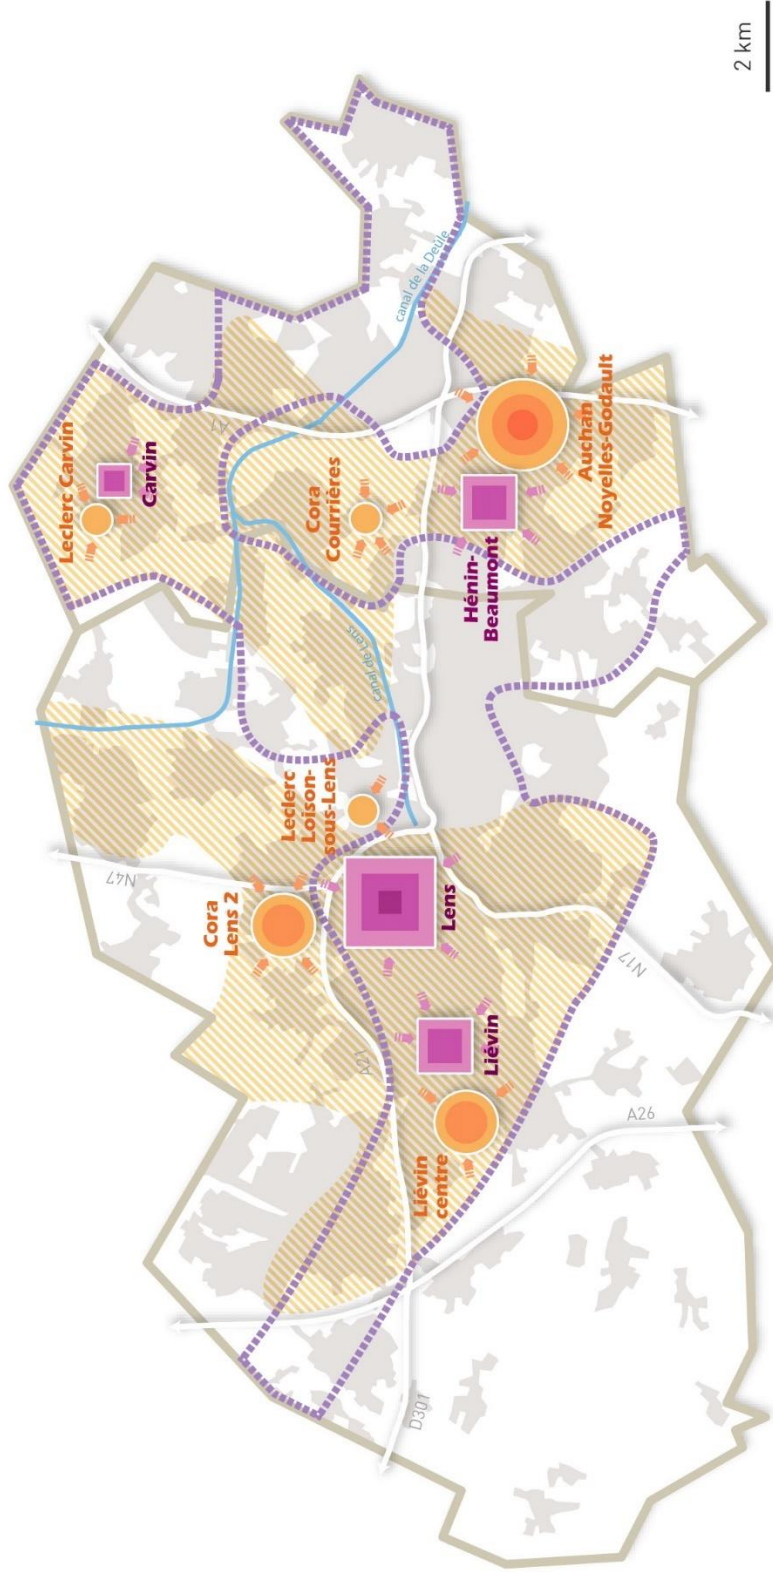 2 km
canal de la Deûle
Leclerc Carvin
Carvin
A1
Cora
Courrières
Auchan
Noyelles-Godault
Hénin-
Beaumont
canal de Lens
Leclerc
Loison-
sous-Lens
N47
Cora
Lens 2
Lens
N17
A21
Liévin
Liévin
centre
A26
D301